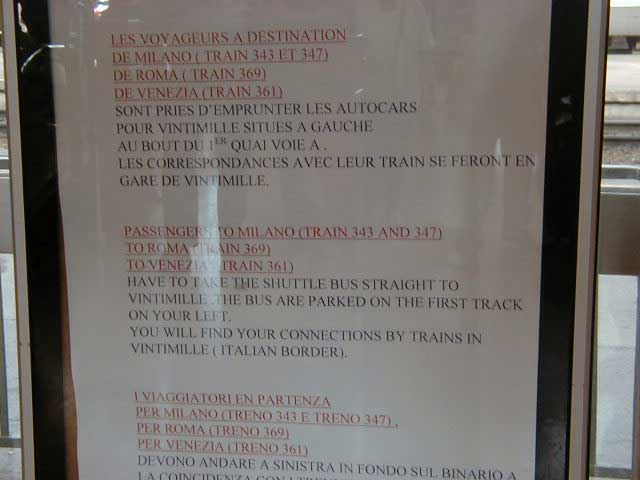 LES VOYAGEURS A DESTINATION
DE MILANO ( TRAIN 343 ET 347)
DE ROMA ( TRAIN 369)
DE VENEZIA (TRAIN 361)
SONT PRIES D'EMPRUNTER LES AUTOCARS
POUR VINTIMILLE SITUES A GAUCHE
AU BOUT DU 1ER QUAI VOIE A .
LES CORRESPONDANCES AVEC LEUR TRAIN SE FERONT EN
GARE DE VINTIMILLE.
PASSENGERS TO MILANO (TRAIN 343 AND 347)
TO ROMA (TRAIN 369)
TO VENEZIA ( TRAIN 361)
HAVE TO TAKE THE SHUTTLE BUS STRAIGHT TO
VINTIMILLE .THE BUS ARE PARKED ON THE FIRST TRACK
ON YOUR LEFT.
YOU WILL FIND YOUR CONNECTIONS BY TRAINS IN
VINTIMILLE ( ITALIAN BORDER).
I VIAGGIATORI EN PARTENZA
PER MILANO (TRENO 343 E TRENO 347) ,
PER ROMA (TRENO 369)
PER VENEZIA (TRENO 361)
DEVONO ANDARE A SINISTRA IN FONDO SUL BINARIO A
LA COINCIDENZA CON I